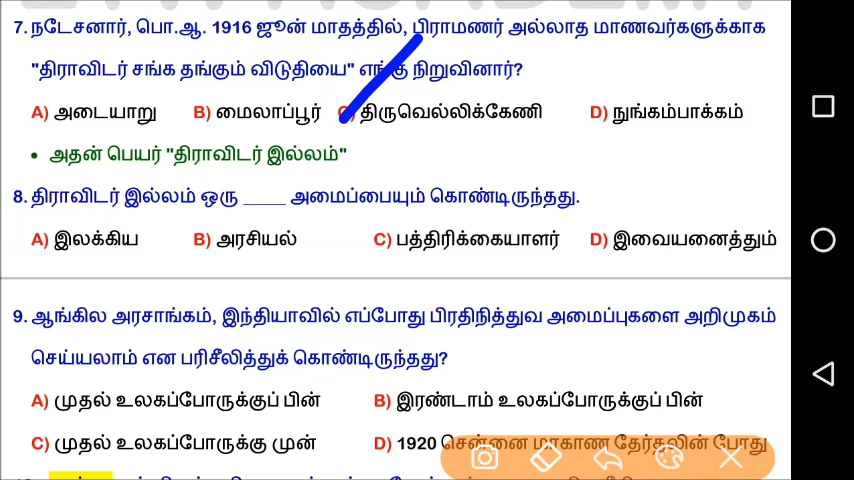 7. நடேசனார், பொ.ஆ. 1916 ஜூன் மாதத்தில், பிராமணர் அல்லாத மாணவர்களுக்காக
"திராவிடர் சங்க தங்கும் விடுதியை" எங்கு நிறுவினார்?
A) அடையாறு B) மைலாப்பூர் C) திருவெல்லிக்கேணி D) நுங்கம்பாக்கம்
• அதன் பெயர் "திராவிடர் இல்லம்"
8. திராவிடர் இல்லம் ஒரு _____ அமைப்பையும் கொண்டிருந்தது.
A) இலக்கிய B) அரசியல் C) பத்திரிக்கையாளர் D) இவையனைத்தும்
9. ஆங்கில அரசாங்கம், இந்தியாவில் எப்போது பிரதிநித்துவ அமைப்புகளை அறிமுகம்
செய்யலாம் என பரிசீலித்துக் கொண்டிருந்தது?
A) முதல் உலகப்போருக்குப் பின் B) இரண்டாம் உலகப்போருக்குப் பின்
C) முதல் உலகப்போருக்கு முன் D) 1920 சென்னை மாகாண தேர்தலின் போது